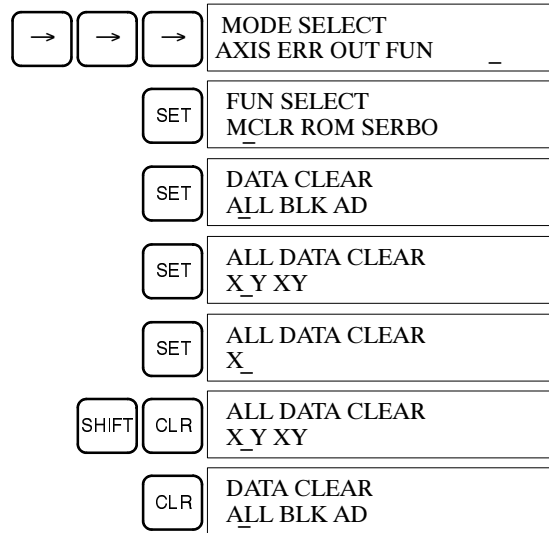 → → → MODE SELECT
AXIS ERR OUT FUN _
SET FUN SELECT
MCLR ROM SERBO
SET DATA CLEAR
ALL BLK AD
SET ALL DATA CLEAR
X_Y XY
SET ALL DATA CLEAR
X_
SHIFT CLR ALL DATA CLEAR
X_Y XY
CLR DATA CLEAR
ALL BLK AD